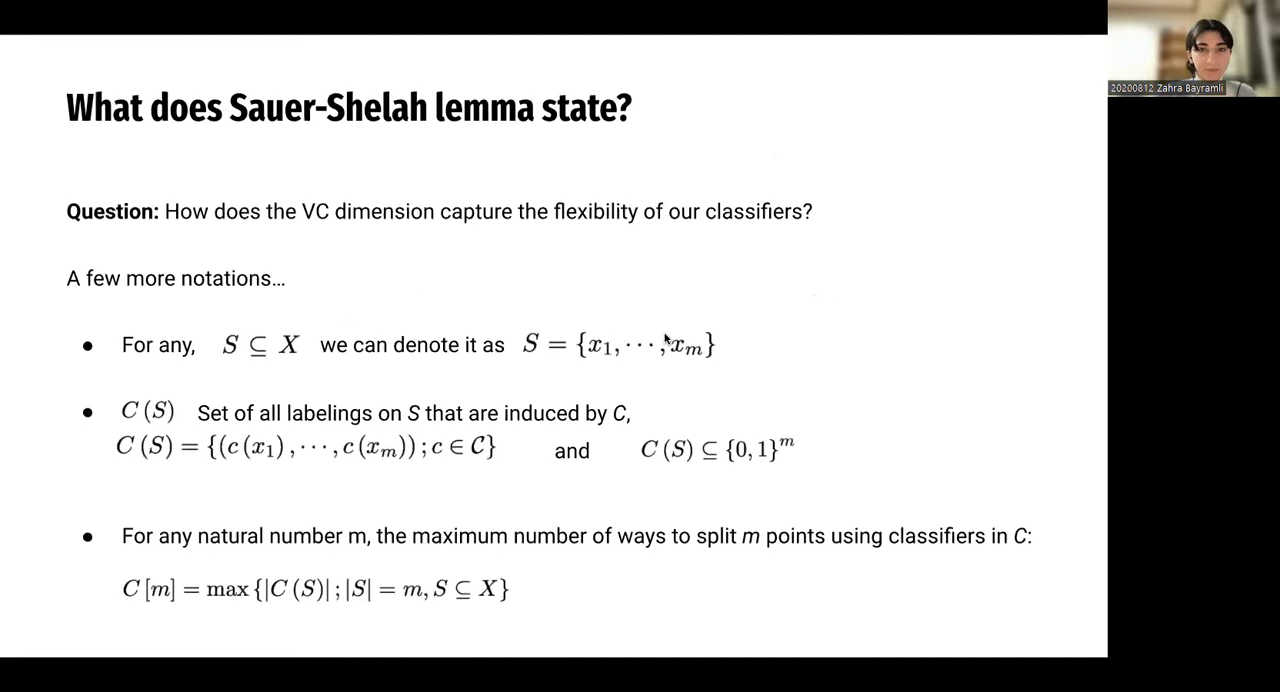 What does Sauer-Shelah lemma state?
20200812 Zahra Bayramli
Question: How does the VC dimension capture the flexibility of our classifiers?
A few more notations…
● For any, S ⊆ X we can denote it as S = {x₁, ⋯ , xₘ}
● C (S) Set of all labelings on S that are induced by C,
C (S) = {(c (x₁) , ⋯ , c (xₘ)) ; c ∈ 𝒞} and C (S) ⊆ {0, 1}ᵐ
● For any natural number m, the maximum number of ways to split m points using classifiers in C:
C [m] = max {|C (S)| ; |S| = m, S ⊆ X}